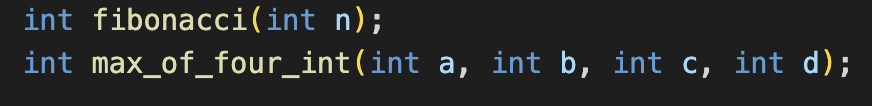 int fibonacci(int n);
int max_of_four_int(int a, int b, int c, int d);